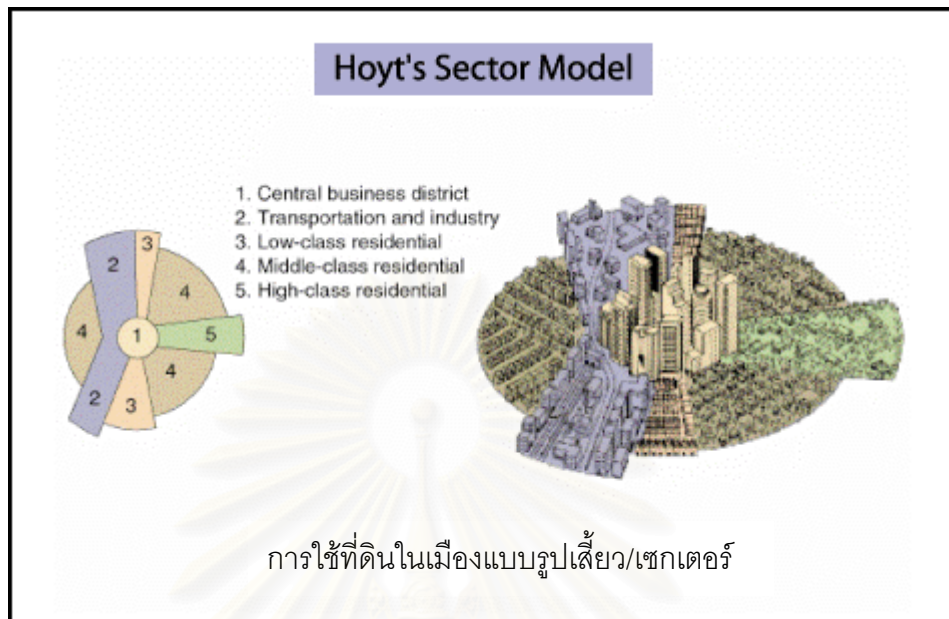 Hoyt's Sector Model
1. Central business district
2. Transportation and industry
3. Low-class residential
4. Middle-class residential
5. High-class residential
3
2
4
4
1
5
4
2
3
การใช้ที่ดินในเมืองแบบรูปเสี้ยว/เซกเตอร์